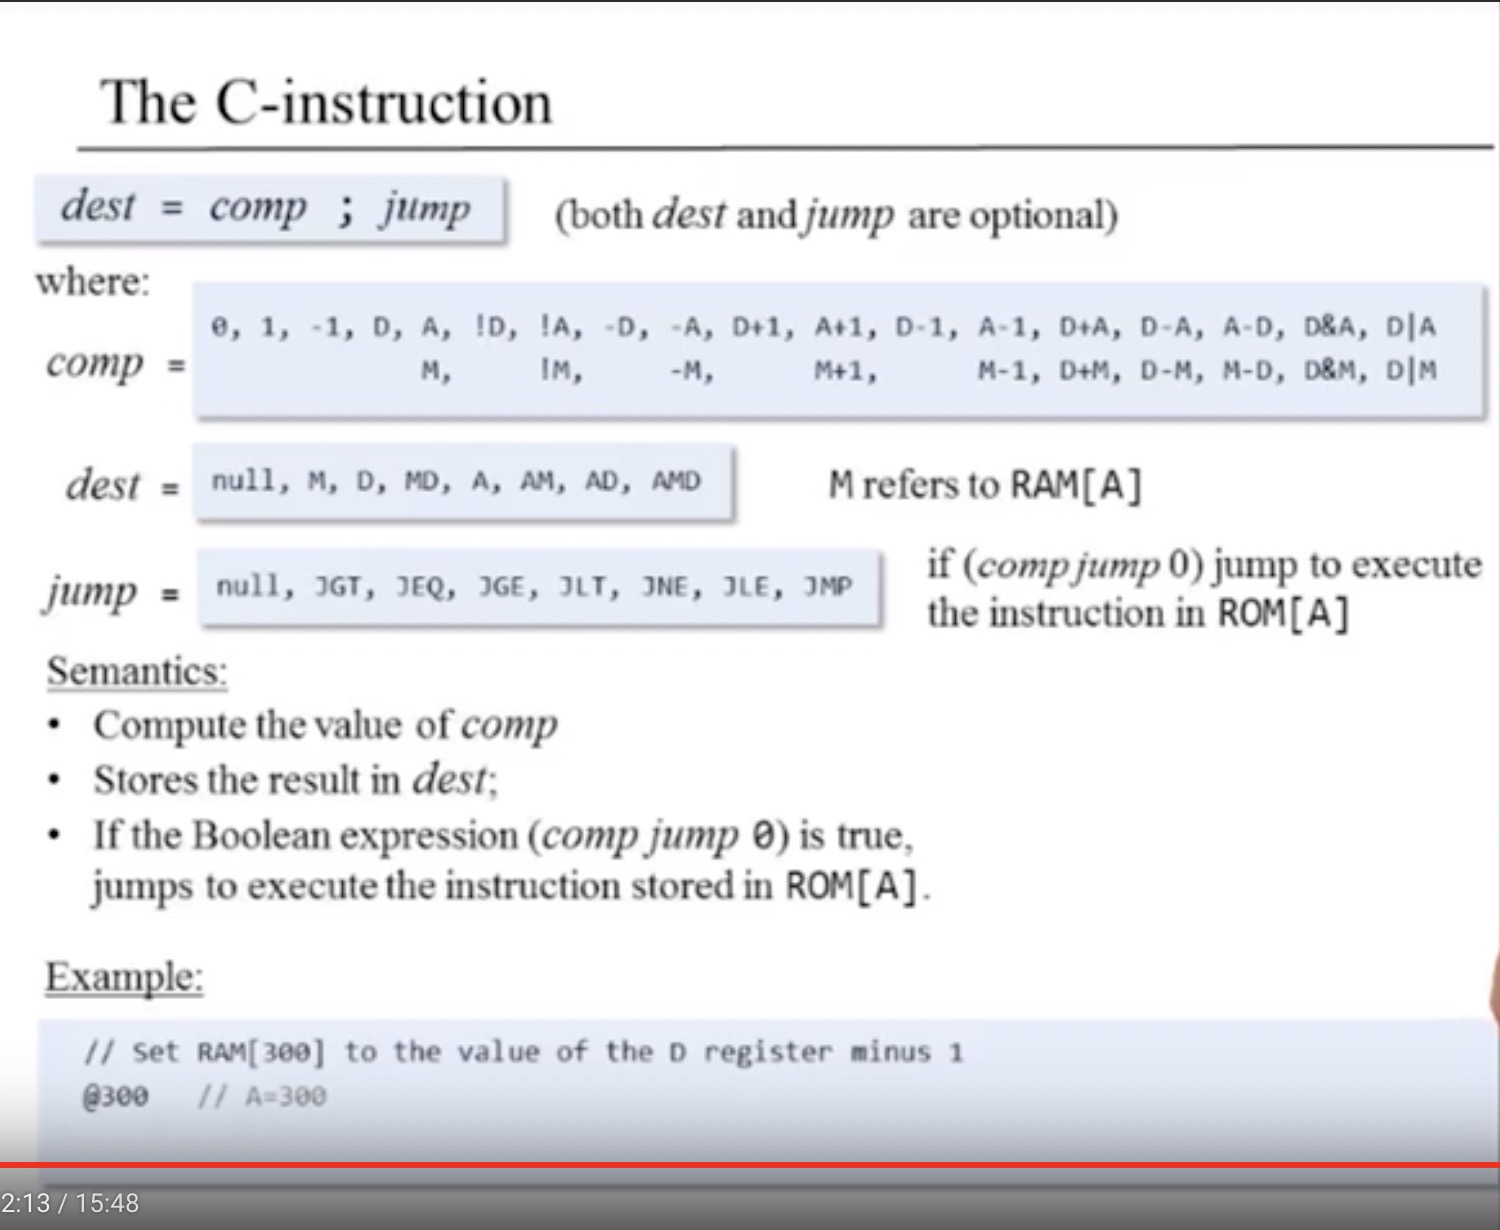 The C-instruction
dest = comp ; jump (both dest and jump are optional)
where:
comp =
0, 1, -1, D, A, !D, !A, -D, -A, D+1, A+1, D-1, A-1, D+A, D-A, A-D, D&A, D|A
M, !M, -M, M+1, M-1, D+M, D-M, M-D, D&M, D|M
dest = null, M, D, MD, A, AM, AD, AMD M refers to RAM[A]
jump = null, JGT, JEQ, JGE, JLT, JNE, JLE, JMP
if (comp jump 0) jump to execute
the instruction in ROM[A]
Semantics:
• Compute the value of comp
• Stores the result in dest;
• If the Boolean expression (comp jump 0) is true,
jumps to execute the instruction stored in ROM[A].
Example:
// Set RAM[300] to the value of the D register minus 1
@300 // A=300
2:13 / 15:48